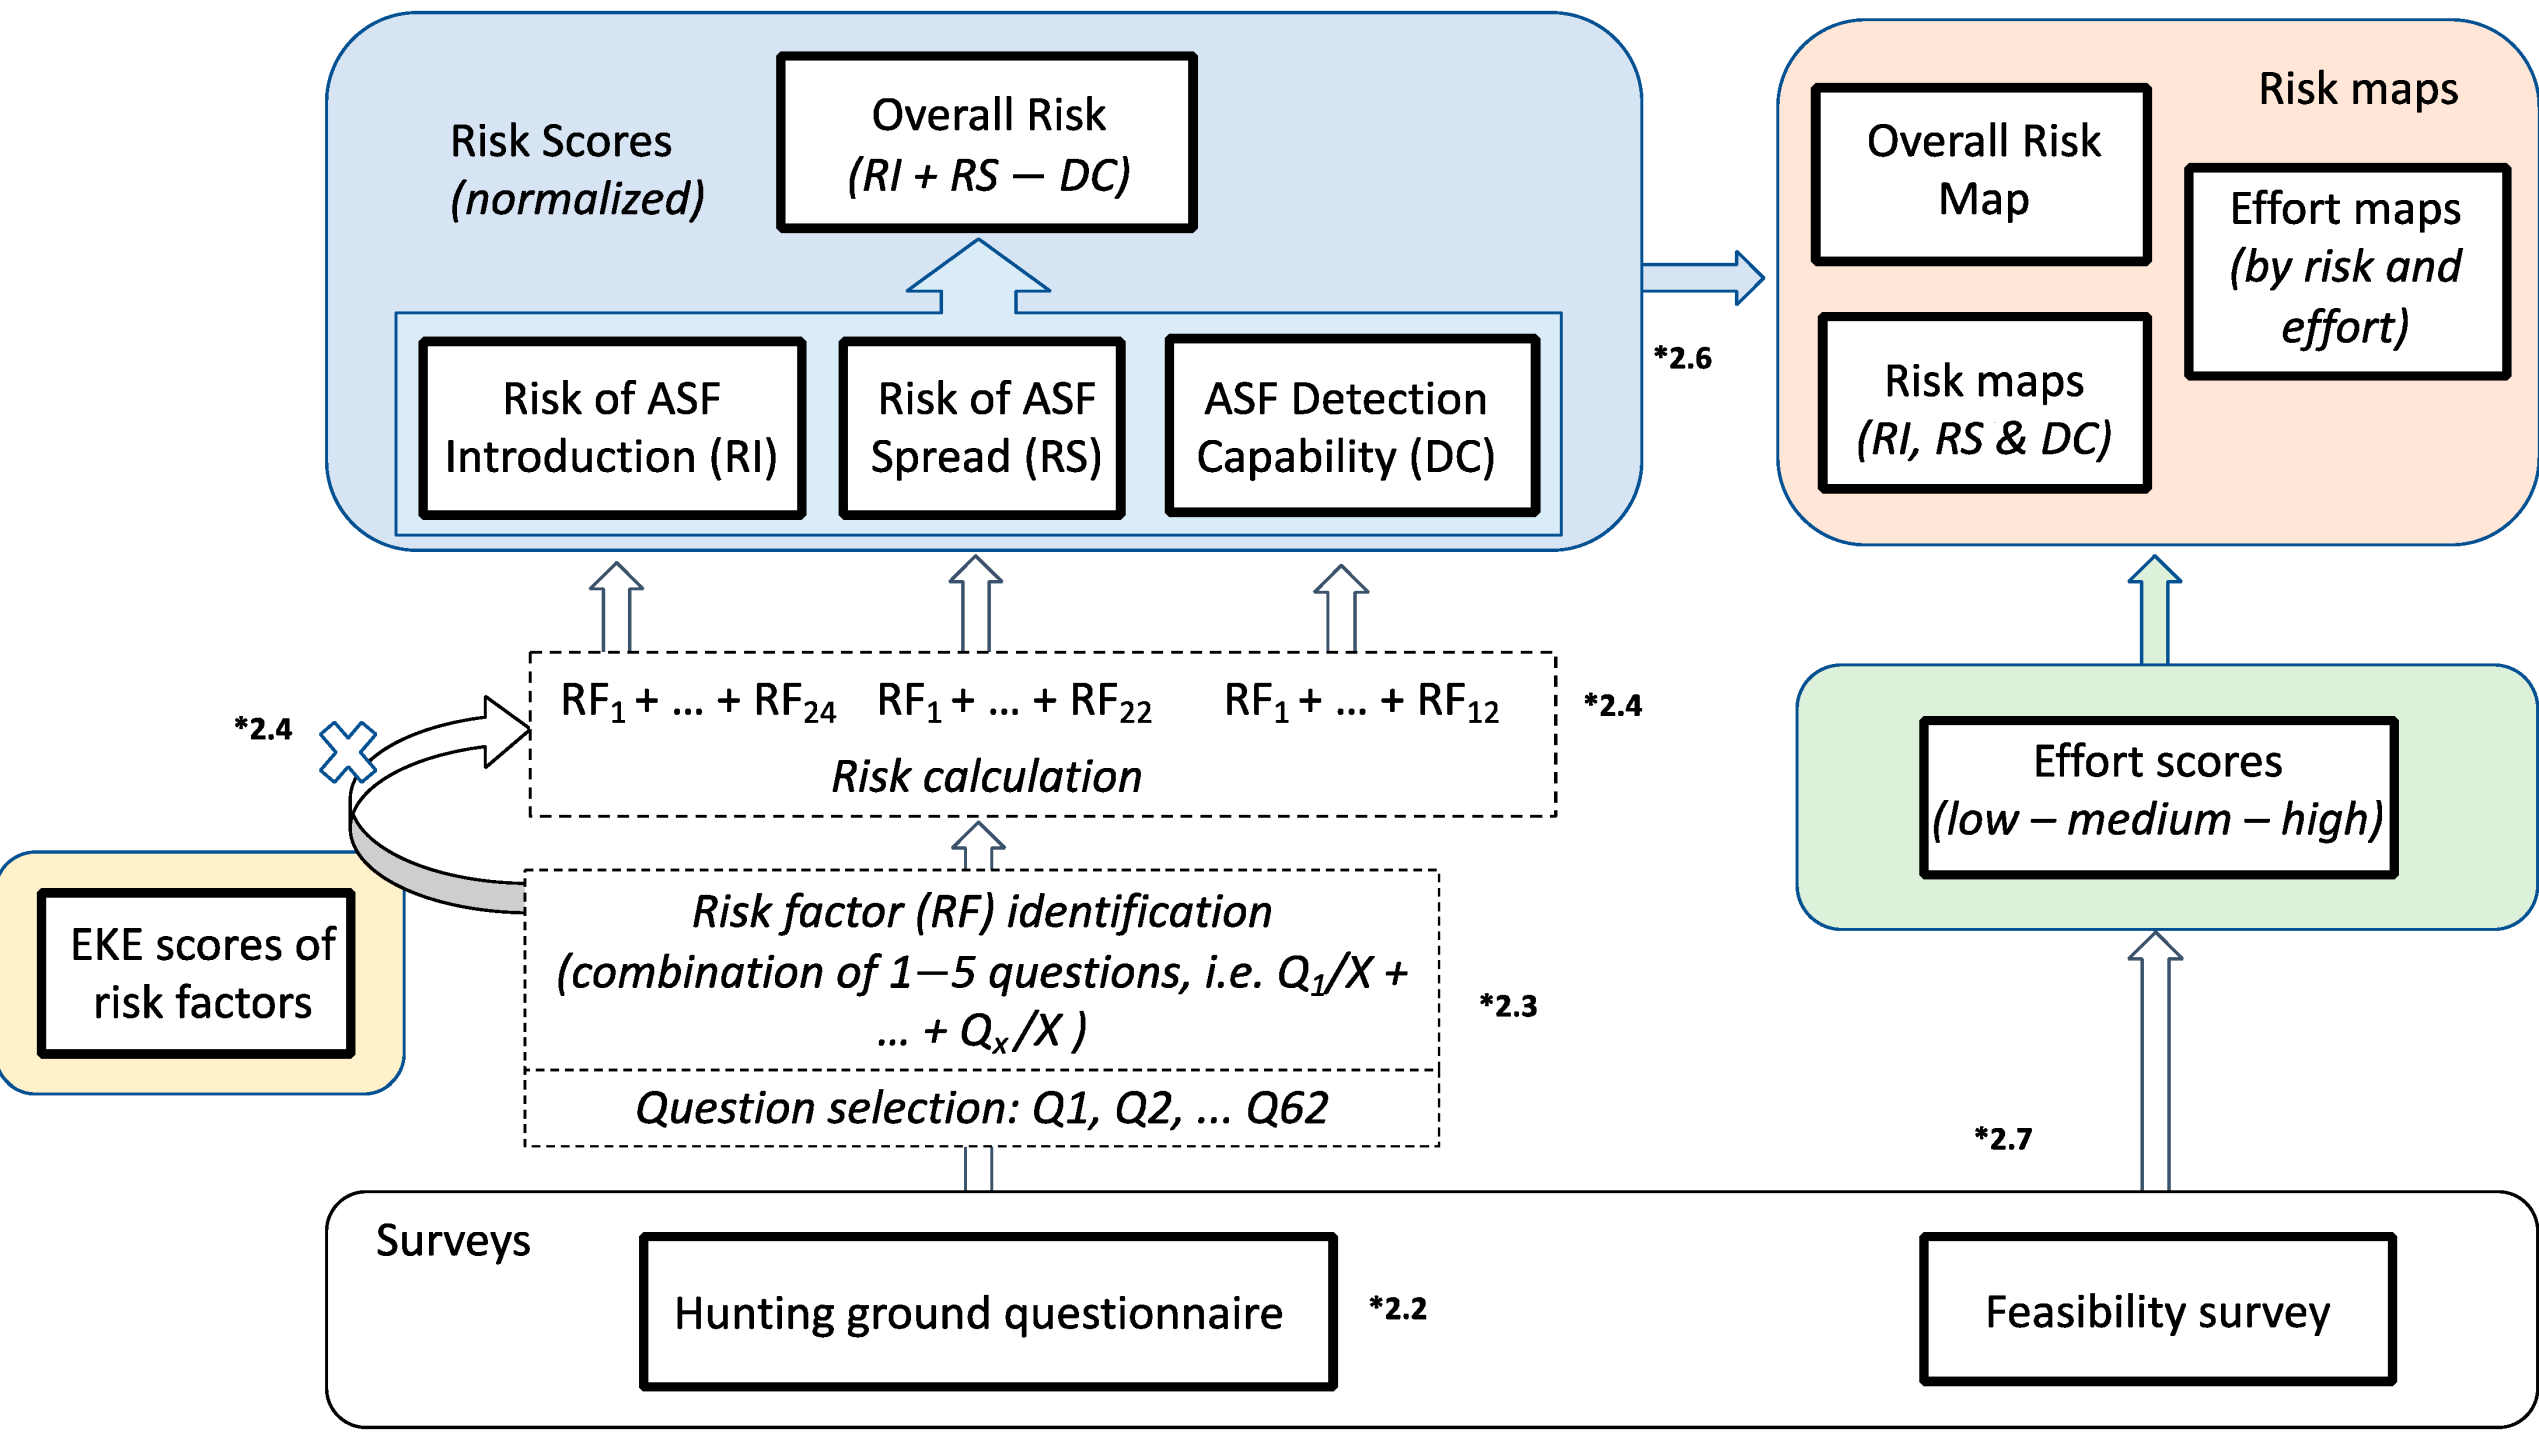 Risk Scores
(normalized)
Overall Risk
(RI + RS − DC)
Risk of ASF
Introduction (RI)
Risk of ASF
Spread (RS)
ASF Detection
Capability (DC)
*2.6
Risk maps
Overall Risk
Map
Effort maps
(by risk and
effort)
Risk maps
(RI, RS & DC)
*2.4
RF₁ + ... + RF₂₄ RF₁ + ... + RF₂₂ RF₁ + ... + RF₁₂
Risk calculation
*2.4
Effort scores
(low – medium – high)
EKE scores of
risk factors
Risk factor (RF) identification
(combination of 1−5 questions, i.e. Q₁/X +
... + Qₓ/X )
*2.3
Question selection: Q1, Q2, ... Q62
*2.7
Surveys
Hunting ground questionnaire
*2.2
Feasibility survey